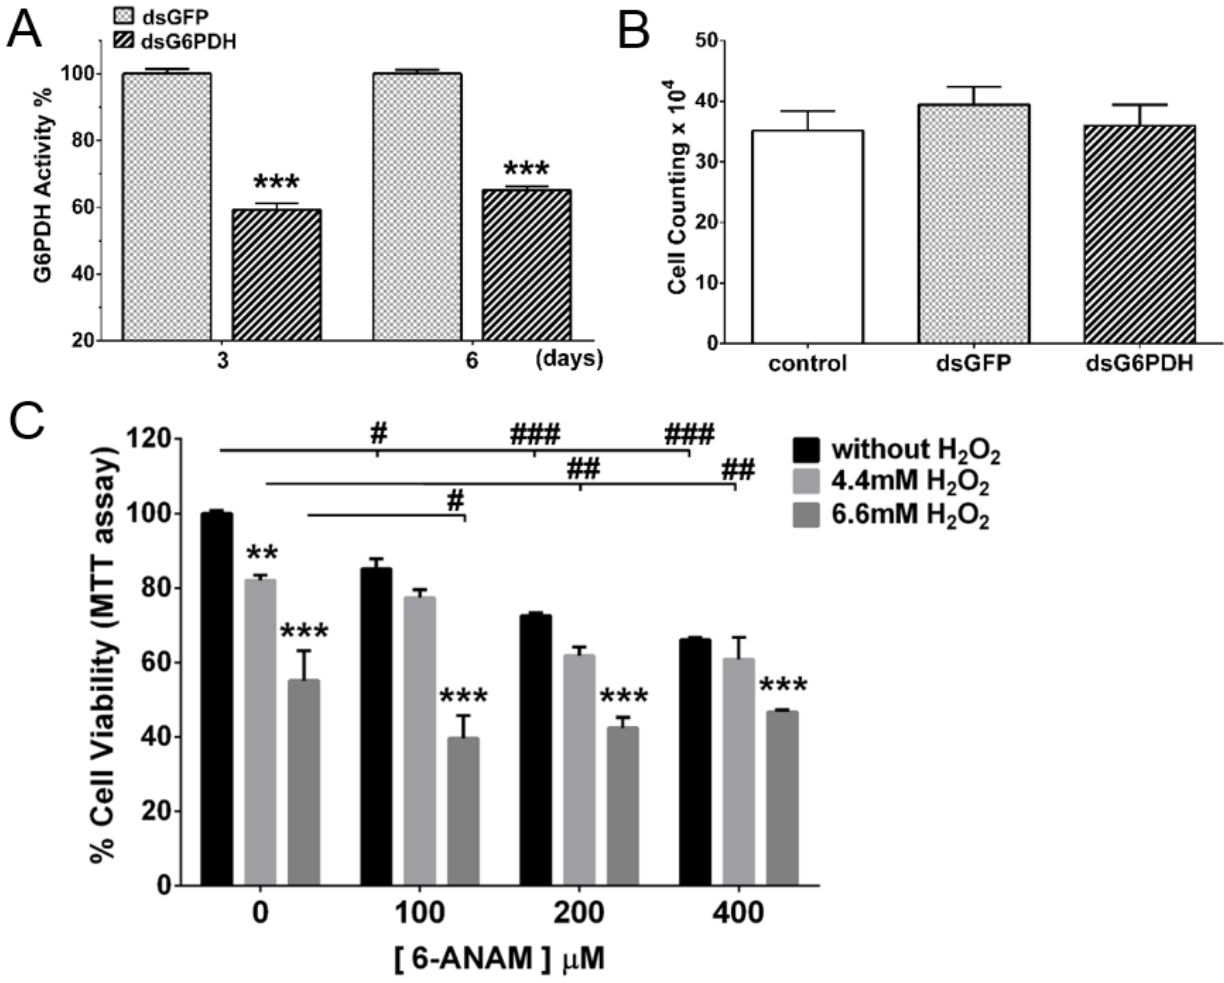 A
dsGFP
dsG6PDH
G6PDH Activity %
100
80
60
40
20
***
***
3
6
(days)
B
Cell Counting x 10⁴
50
40
30
20
10
0
control
dsGFP
dsG6PDH
C
% Cell Viability (MTT assay)
120
100
80
60
40
20
0
# ### ###
## ##
#
**
***
***
***
***
without H₂O₂
4.4mM H₂O₂
6.6mM H₂O₂
0 100 200 400
[ 6-ANAM ] µM